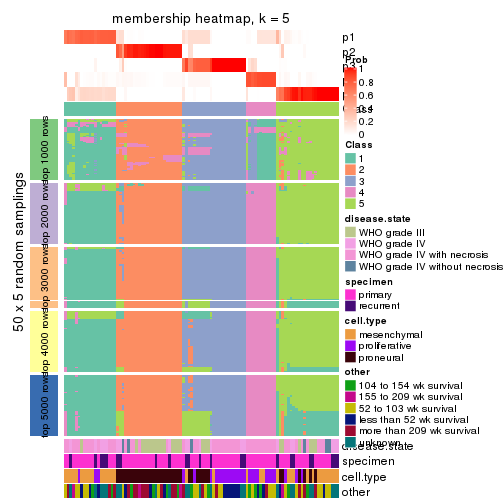 membership heatmap, k = 5
p1
p2
p3
Prob
1
0.8
0.6
0.4
0.2
0
Class
1
2
3
4
5
disease.state
WHO grade III
WHO grade IV
WHO grade IV with necrosis
WHO grade IV without necrosis
specimen
primary
recurrent
cell.type
mesenchymal
proliferative
proneural
other
104 to 154 wk survival
155 to 209 wk survival
52 to 103 wk survival
less than 52 wk survival
more than 209 wk survival
unknown
50 x 5 random samplings
top 1000 rows
top 2000 rows
top 3000 rows
top 4000 rows
top 5000 rows
disease.state
specimen
cell.type
other